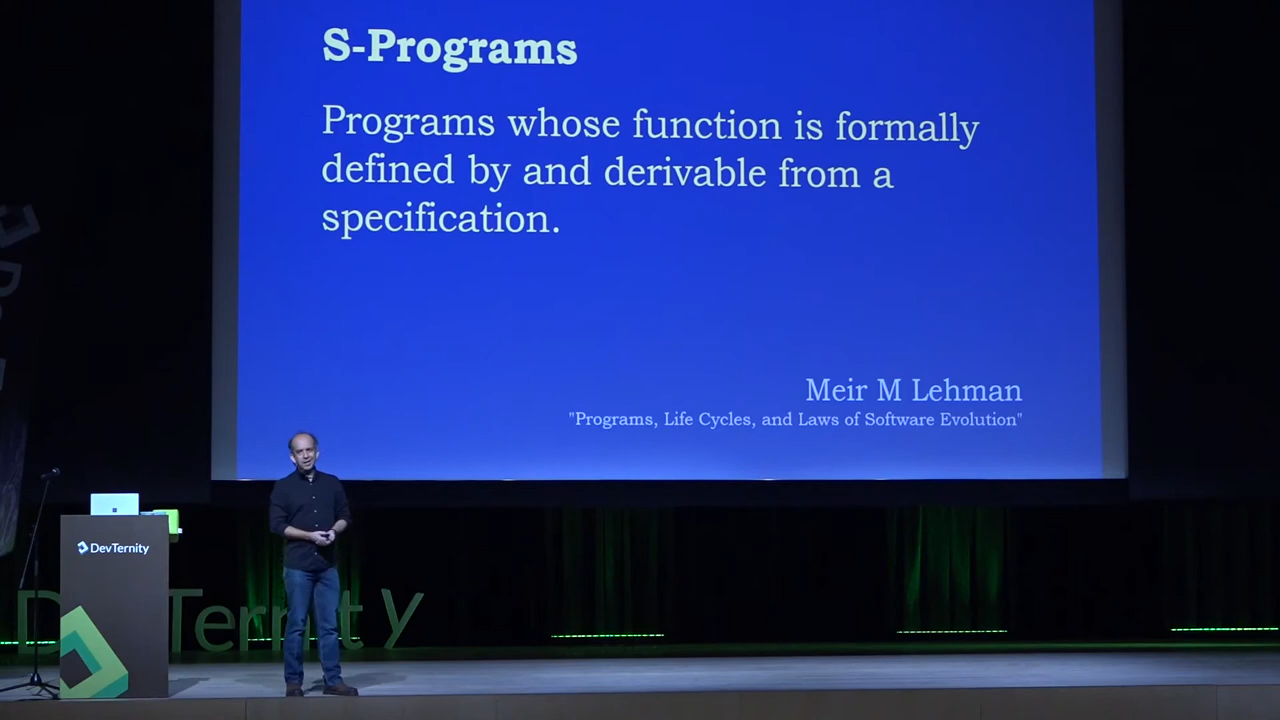 S-Programs
Programs whose function is formally
defined by and derivable from a
specification.
Meir M Lehman
"Programs, Life Cycles, and Laws of Software Evolution"
DevTernity
DevTernity